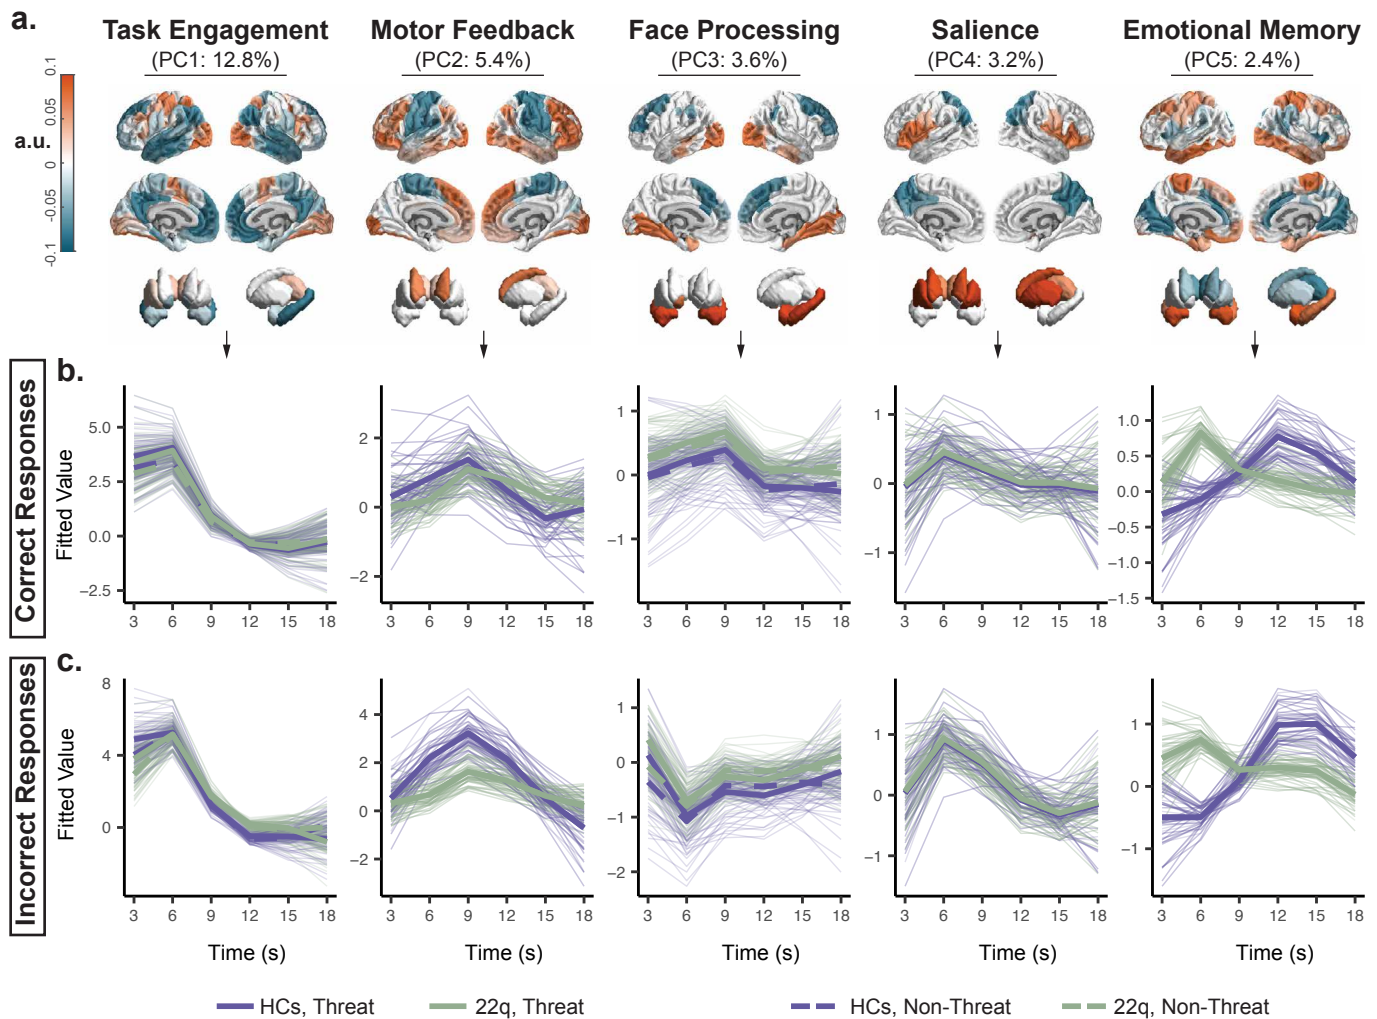 a.
Task Engagement
(PC1: 12.8%)
Motor Feedback
(PC2: 5.4%)
Face Processing
(PC3: 3.6%)
Salience
(PC4: 3.2%)
Emotional Memory
(PC5: 2.4%)
a.u.
0.1
0.05
0
-0.05
-0.1
Correct Responses
b.
Fitted Value
5.0
2.5
0.0
−2.5
3 6 9 12 15 18
2
0
−2
3 6 9 12 15 18
1
0
−1
3 6 9 12 15 18
1
0
−1
3 6 9 12 15 18
1.0
0.5
0.0
−0.5
−1.0
−1.5
3 6 9 12 15 18
Incorrect Responses
c.
Fitted Value
8
4
0
3 6 9 12 15 18
4
2
0
−2
3 6 9 12 15 18
1
0
−1
−2
3 6 9 12 15 18
1
0
−1
3 6 9 12 15 18
1
0
−1
3 6 9 12 15 18
Time (s)
Time (s)
Time (s)
Time (s)
Time (s)
HCs, Threat
22q, Threat
HCs, Non-Threat
22q, Non-Threat